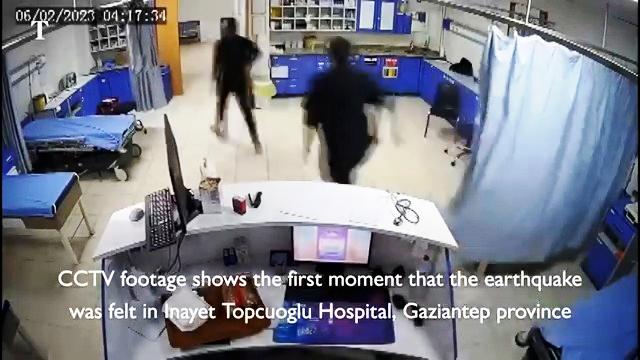 06/02/2023 04:17:34
T
CCTV footage shows the first moment that the earthquake
was felt in Inayet Topcuoglu Hospital, Gaziantep province